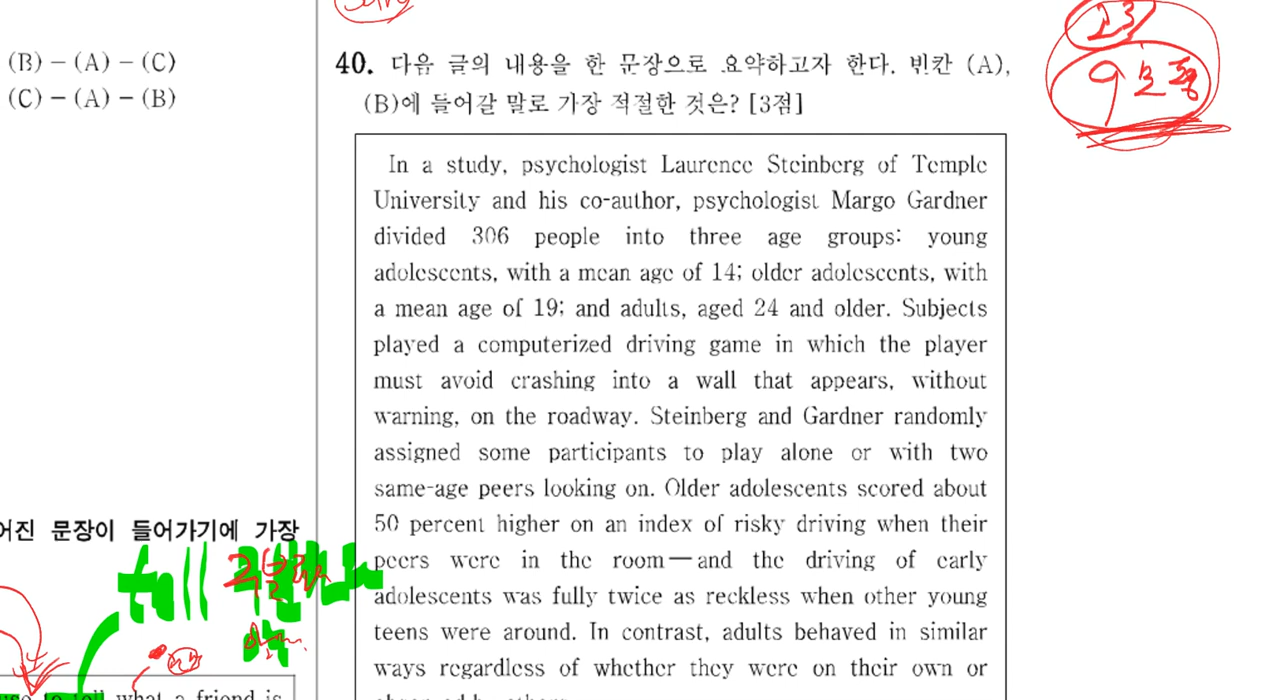 (B) − (A) − (C)
(C) − (A) − (B)
어진 문장이 들어가기에 가장
tell
what a friend is
40. 다음 글의 내용을 한 문장으로 요약하고자 한다. 빈칸 (A),
(B)에 들어갈 말로 가장 적절한 것은? [3점]
In a study, psychologist Laurence Steinberg of Temple
University and his co-author, psychologist Margo Gardner
divided 306 people into three age groups: young
adolescents, with a mean age of 14; older adolescents, with
a mean age of 19; and adults, aged 24 and older. Subjects
played a computerized driving game in which the player
must avoid crashing into a wall that appears, without
warning, on the roadway. Steinberg and Gardner randomly
assigned some participants to play alone or with two
same-age peers looking on. Older adolescents scored about
50 percent higher on an index of risky driving when their
peers were in the room — and the driving of early
adolescents was fully twice as reckless when other young
teens were around. In contrast, adults behaved in similar
ways regardless of whether they were on their own or
고3
9모평